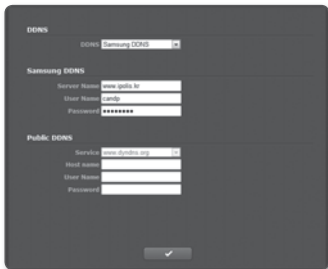 DDNS
DDNS Samsung DDNS
Samsung DDNS
Server Name www.ipolis.kr
User Name candp
Password ●●●●●●●●
Public DDNS
Service www.dyndns.org
Host name
User Name
Password